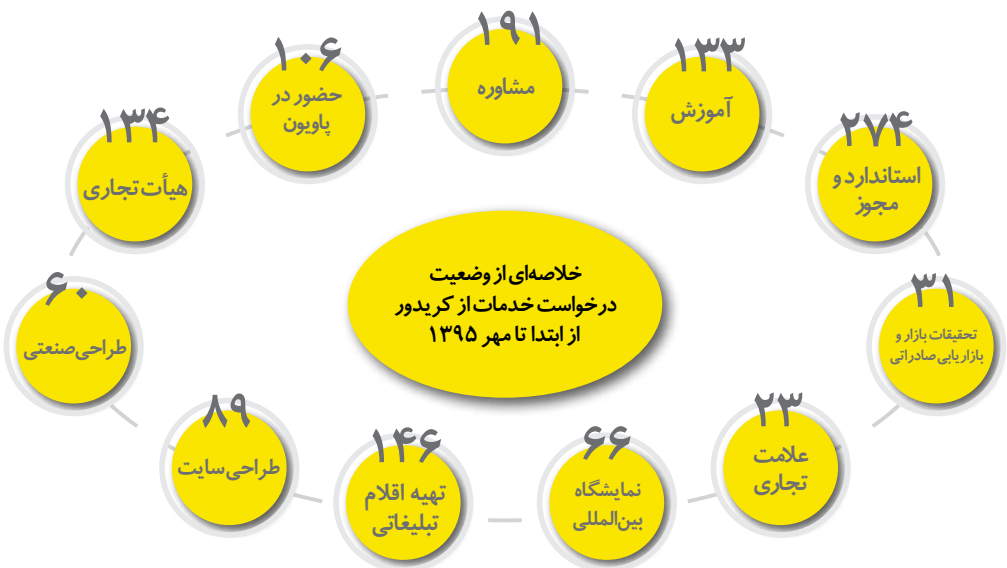 ۱۹۱
مشاوره
۱۳۳
آموزش
۲۷۴
استاندارد و
مجوز
۳۱
تحقیقات بازار و
بازاریابی صادراتی
۲۳
علامت
تجاری
۶۶
نمایشگاه
بین‌المللی
۱۴۶
تهیه اقلام
تبلیغاتی
۸۹
طراحی سایت
۶۰
طراحی صنعتی
۱۳۴
هیأت تجاری
۱۰۶
حضور در
پاویون
خلاصه‌ای از وضعیت
درخواست خدمات از کریدور
از ابتدا تا مهر ۱۳۹۵